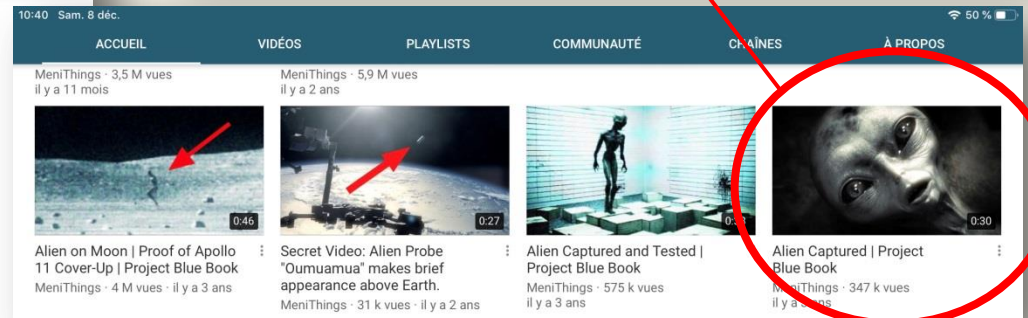 10:40 Sam. 8 déc. 50 %
ACCUEIL VIDÉOS PLAYLISTS COMMUNAUTÉ CHAÎNES À PROPOS
MeniThings · 3,5 M vues
il y a 11 mois
MeniThings · 5,9 M vues
il y a 2 ans
0:46
Alien on Moon | Proof of Apollo
11 Cover-Up | Project Blue Book
MeniThings · 4 M vues · il y a 3 ans
0:27
Secret Video: Alien Probe
"Oumuamua" makes brief
appearance above Earth.
MeniThings · 31 k vues · il y a 2 ans
Alien Captured and Tested |
Project Blue Book
MeniThings · 575 k vues
il y a 3 ans
0:30
Alien Captured | Project
Blue Book
MeniThings · 347 k vues
il y a 3 ans